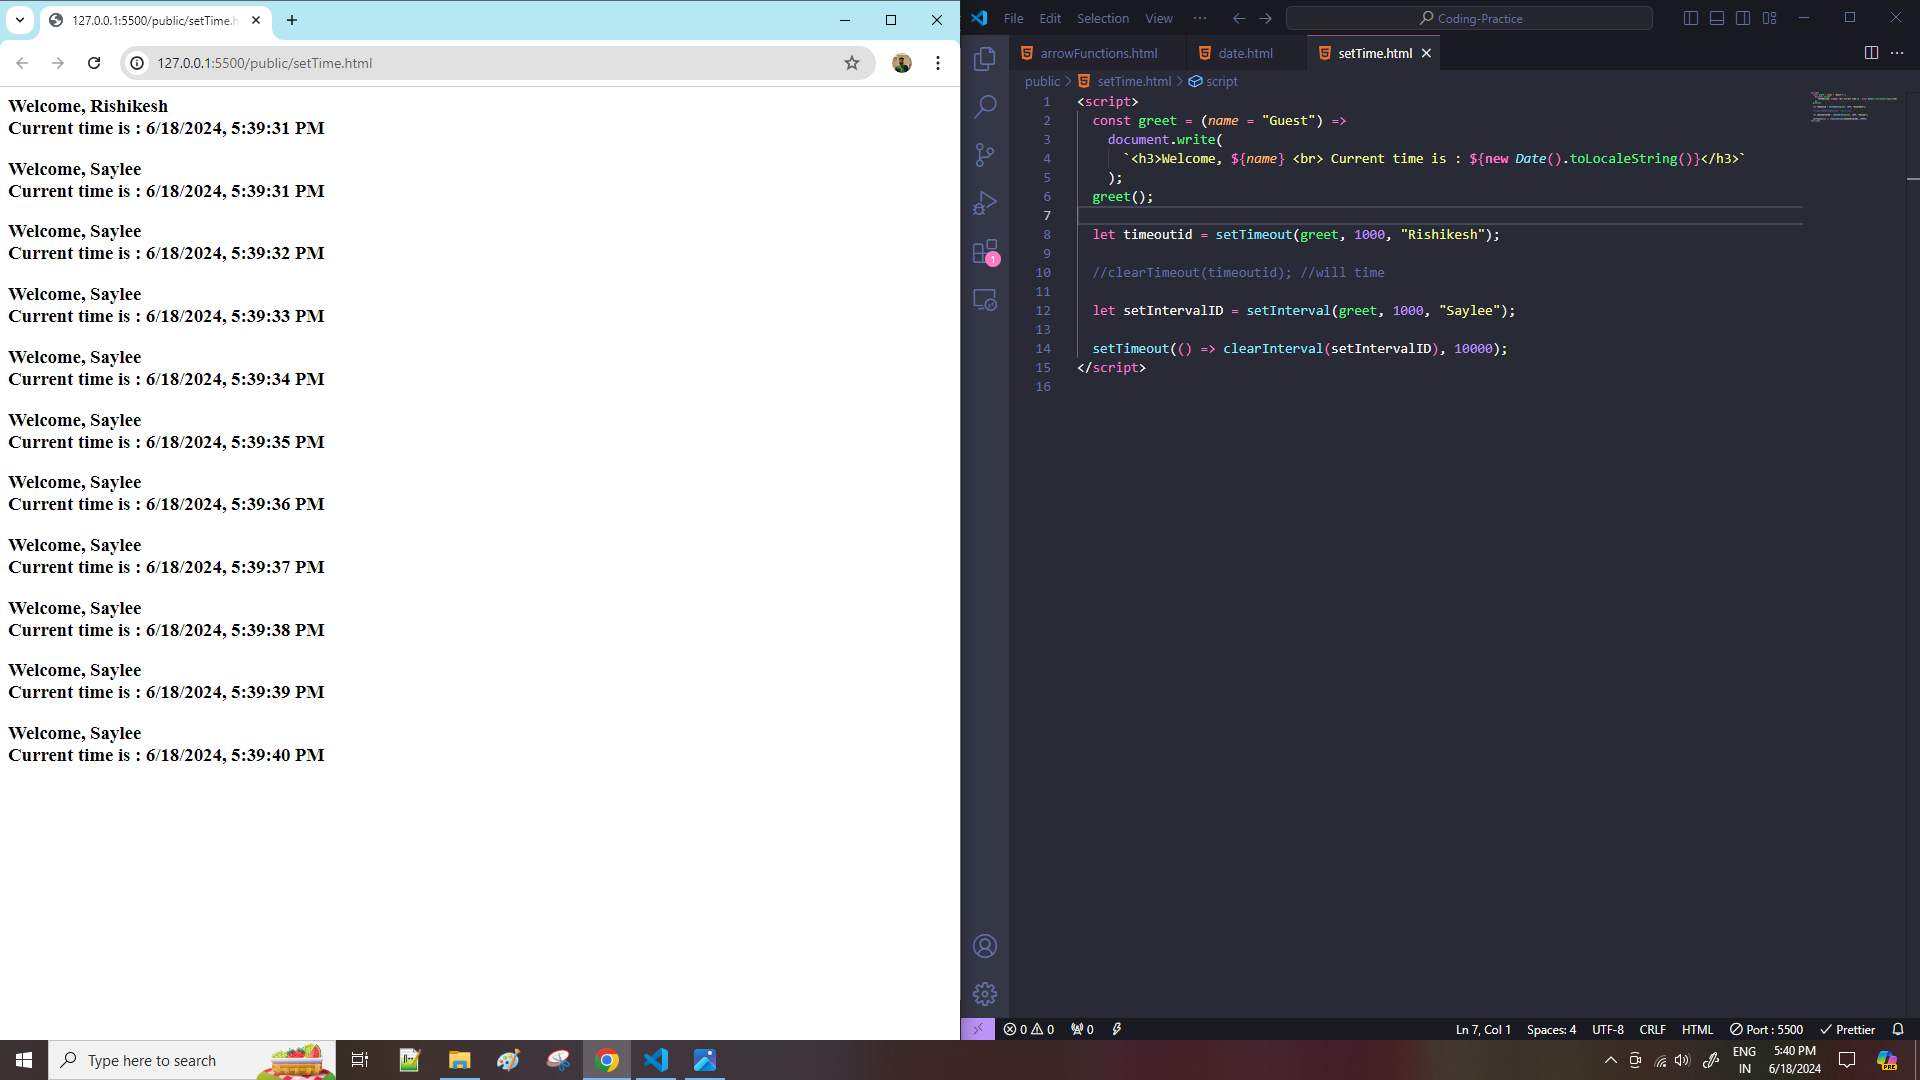 127.0.0.1:5500/public/setTime.h
127.0.0.1:5500/public/setTime.html
Welcome, Rishikesh
Current time is : 6/18/2024, 5:39:31 PM
Welcome, Saylee
Current time is : 6/18/2024, 5:39:31 PM
Welcome, Saylee
Current time is : 6/18/2024, 5:39:32 PM
Welcome, Saylee
Current time is : 6/18/2024, 5:39:33 PM
Welcome, Saylee
Current time is : 6/18/2024, 5:39:34 PM
Welcome, Saylee
Current time is : 6/18/2024, 5:39:35 PM
Welcome, Saylee
Current time is : 6/18/2024, 5:39:36 PM
Welcome, Saylee
Current time is : 6/18/2024, 5:39:37 PM
Welcome, Saylee
Current time is : 6/18/2024, 5:39:38 PM
Welcome, Saylee
Current time is : 6/18/2024, 5:39:39 PM
Welcome, Saylee
Current time is : 6/18/2024, 5:39:40 PM
File Edit Selection View ··· Coding-Practice
arrowFunctions.html date.html setTime.html
public > setTime.html > script
1 <script>
2 const greet = (name = "Guest") =>
3 document.write(
4 `<h3>Welcome, ${name} <br> Current time is : ${new Date().toLocaleString()}</h3>`
5 );
6 greet();
7
8 let timeoutid = setTimeout(greet, 1000, "Rishikesh");
9
10 //clearTimeout(timeoutid); //will time
11
12 let setIntervalID = setInterval(greet, 1000, "Saylee");
13
14 setTimeout(() => clearInterval(setIntervalID), 10000);
15 </script>
16
1
0 0 0 Ln 7, Col 1 Spaces: 4 UTF-8 CRLF HTML Port : 5500 Prettier
Type here to search
ENG
IN
5:40 PM
6/18/2024
PRE